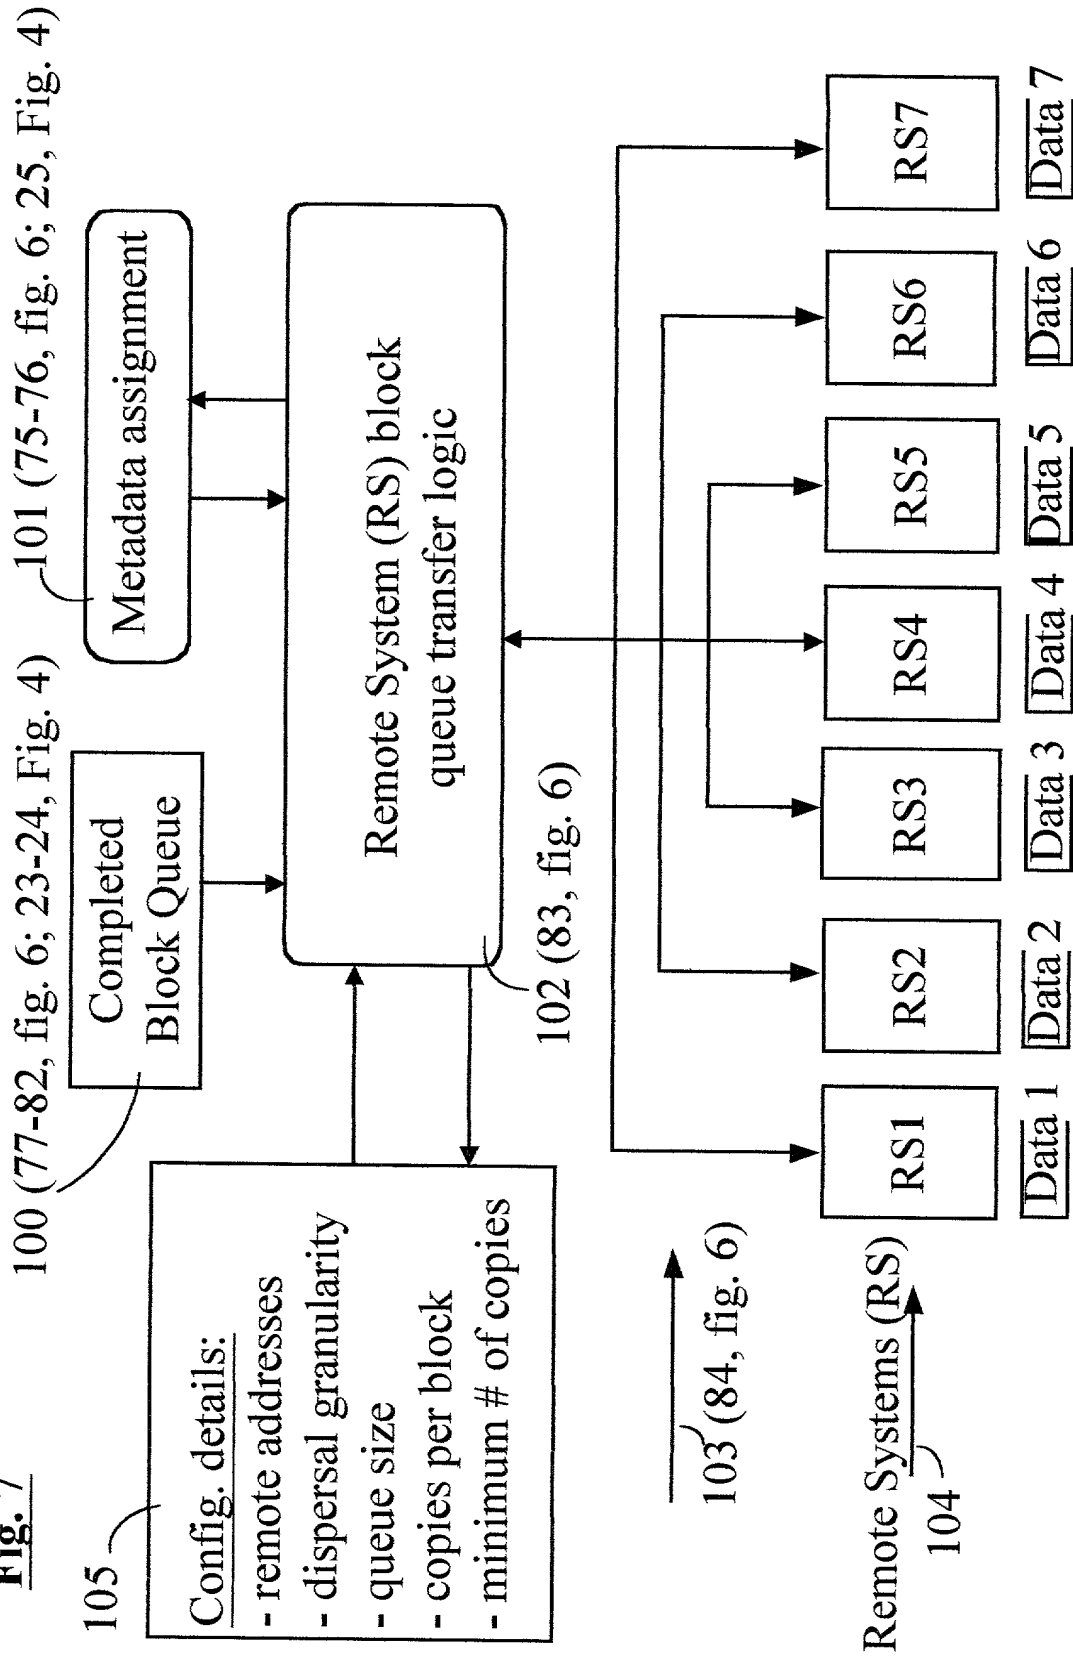 Fig. 7
100 (77-82, fig. 6; 23-24, Fig. 4)
101 (75-76, fig. 6; 25, Fig. 4)
105
Config. details:
- remote addresses
- dispersal granularity
- queue size
- copies per block
- minimum # of copies
Completed
Block Queue
Metadata assignment
Remote System (RS) block
queue transfer logic
102 (83, fig. 6)
103 (84, fig. 6)
Remote Systems (RS)
104
RS1
RS2
RS3
RS4
RS5
RS6
RS7
Data 1
Data 2
Data 3
Data 4
Data 5
Data 6
Data 7